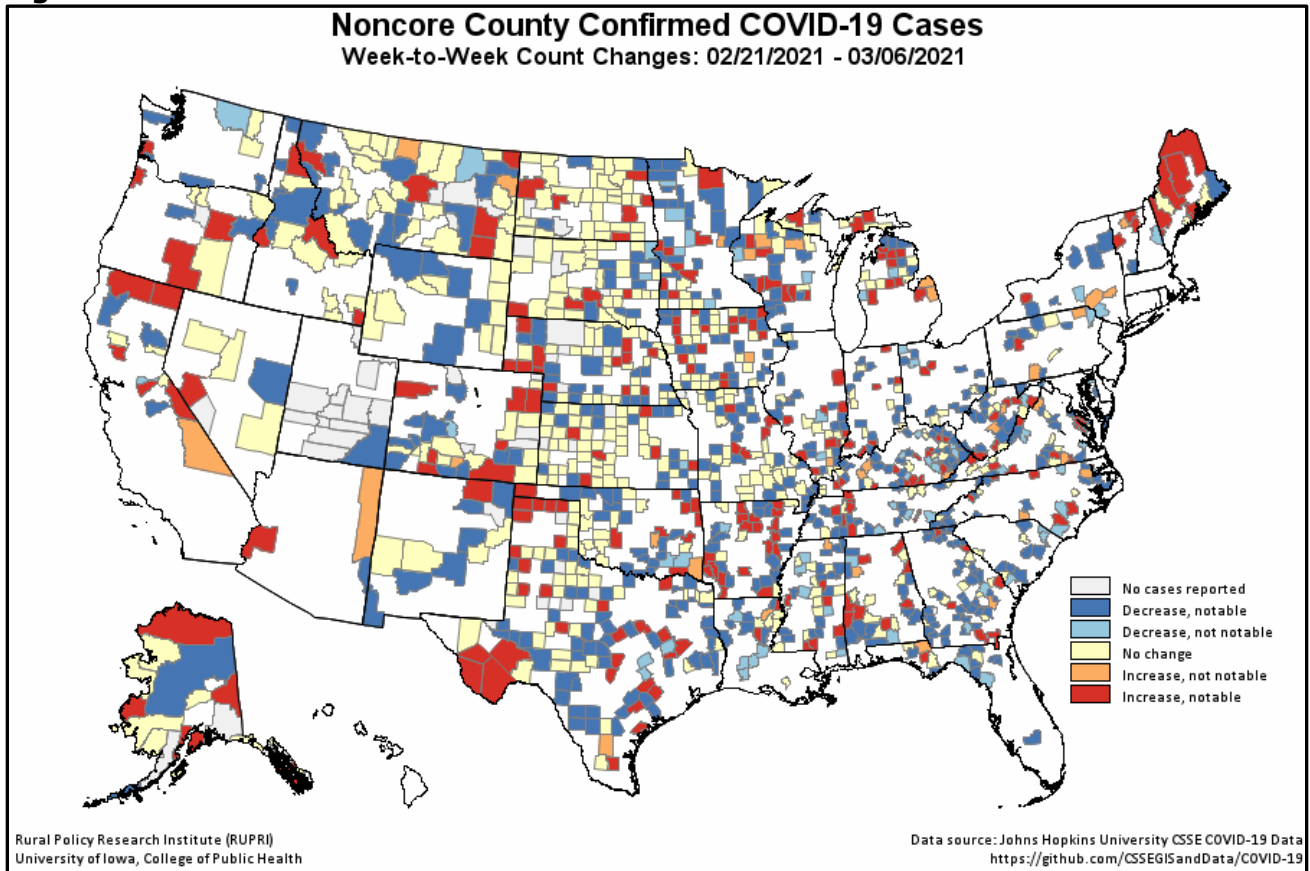 Noncore County Confirmed COVID-19 Cases
Week-to-Week Count Changes: 02/21/2021 - 03/06/2021
No cases reported
Decrease, notable
Decrease, not notable
No change
Increase, not notable
Increase, notable
Rural Policy Research Institute (RUPRI)
University of Iowa, College of Public Health
Data source: Johns Hopkins University CSSE COVID-19 Data
https://github.com/CSSEGISandData/COVID-19